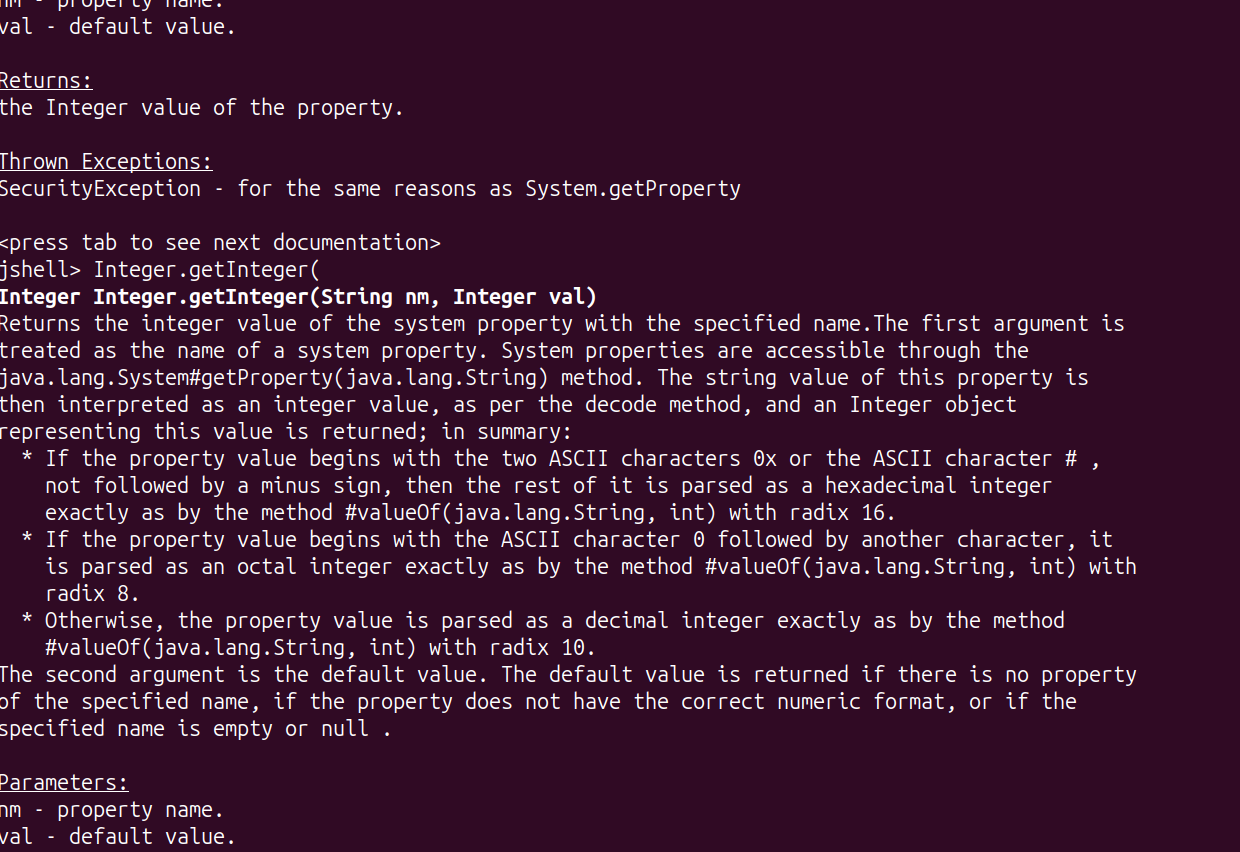 nm - property name.
val - default value.
Returns:
the Integer value of the property.
Thrown Exceptions:
SecurityException - for the same reasons as System.getProperty
<press tab to see next documentation>
jshell> Integer.getInteger(
Integer Integer.getInteger(String nm, Integer val)
Returns the integer value of the system property with the specified name.The first argument is
treated as the name of a system property. System properties are accessible through the
java.lang.System#getProperty(java.lang.String) method. The string value of this property is
then interpreted as an integer value, as per the decode method, and an Integer object
representing this value is returned; in summary:
* If the property value begins with the two ASCII characters 0x or the ASCII character # ,
not followed by a minus sign, then the rest of it is parsed as a hexadecimal integer
exactly as by the method #valueOf(java.lang.String, int) with radix 16.
* If the property value begins with the ASCII character 0 followed by another character, it
is parsed as an octal integer exactly as by the method #valueOf(java.lang.String, int) with
radix 8.
* Otherwise, the property value is parsed as a decimal integer exactly as by the method
#valueOf(java.lang.String, int) with radix 10.
The second argument is the default value. The default value is returned if there is no property
of the specified name, if the property does not have the correct numeric format, or if the
specified name is empty or null .
Parameters:
nm - property name.
val - default value.